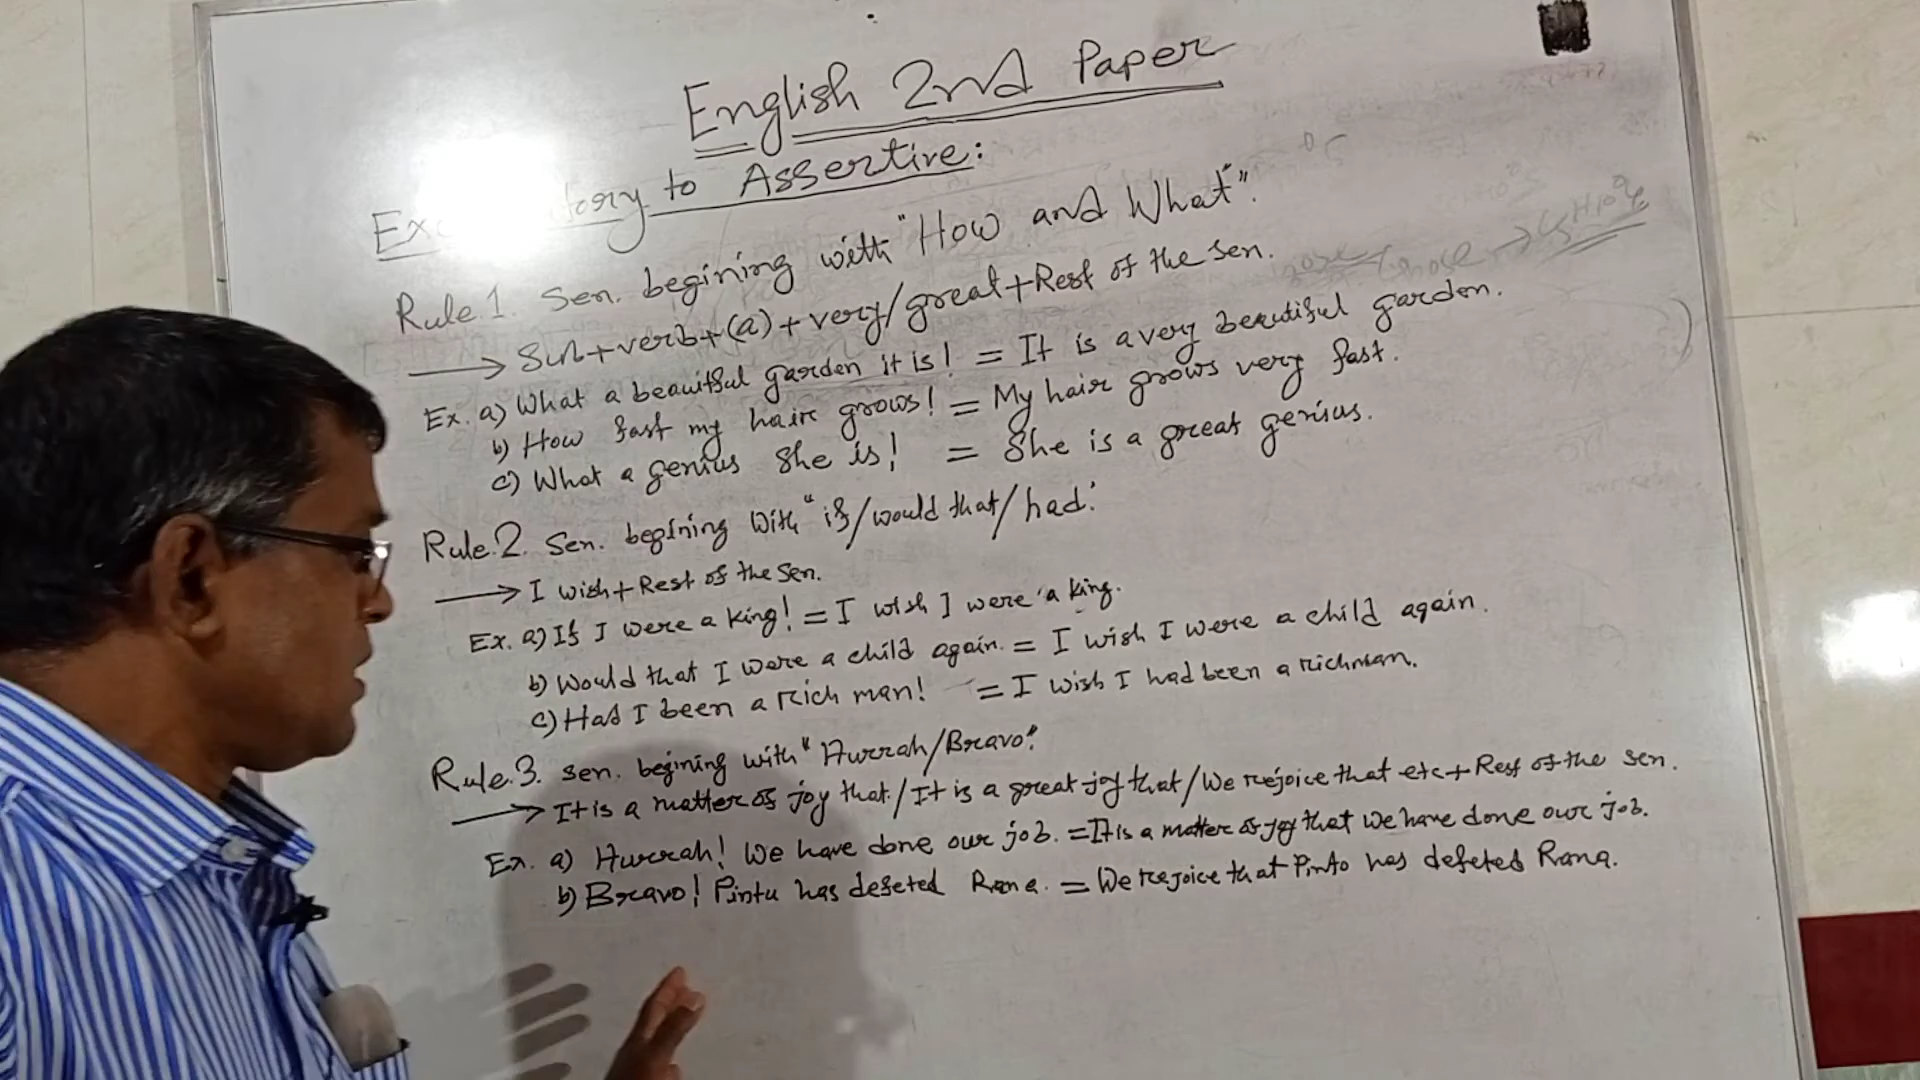 English 2nd Paper
to Assertive:
Rule.1. Sen. begining with "How and What".
→ Sub+verb+(a)+very/great+Rest of the sen.
Ex. a) What a beauitful garden it is! = It is a very beautiful garden.
b) How fast my hair grows! = My hair grows very fast.
c) What a genius she is! = She is a great genius.
Rule.2. Sen. begining with "if/would that/had."
→ I wish+Rest of the sen.
Ex. a) If I were a king! = I wish I were a king.
b) Would that I were a child again. = I wish I were a child again.
c) Had I been a rich man! = I wish I had been a richman.
Rule.3. sen. begining with "Hurrah/Bravo".
→ It is a matter of joy that/It is a great joy that/We rejoice that etc+Rest of the sen.
Ex. a) Hurrah! We have done our job. = It is a matter of joy that we have done our job.
b) Bravo! Pintu has defeted Rana. = We rejoice that Pinto has defeted Rana.